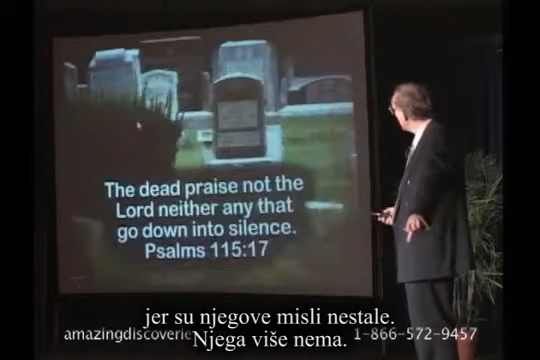 The dead praise not the
Lord neither any that
go down into silence.
Psalms 115:17
jer su njegove misli nestale.
amazingdiscoverie
Njega više nema.
1-866-572-9457